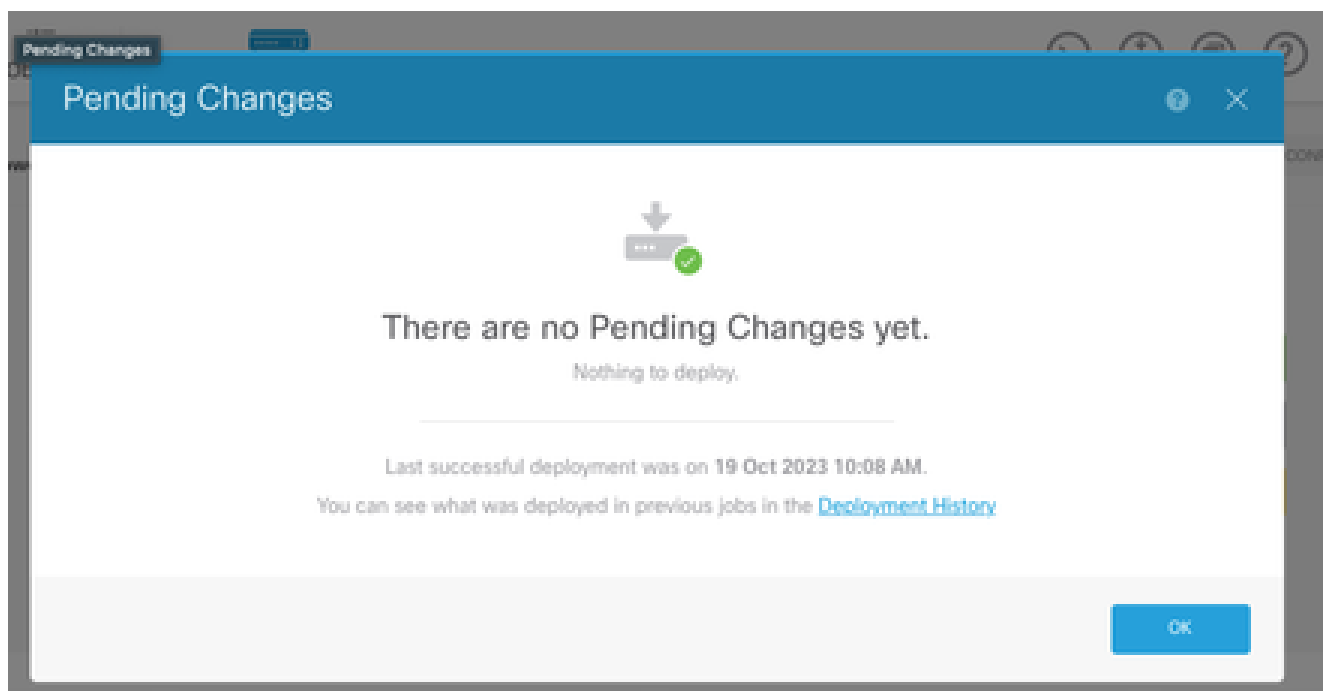 Pending Changes
Pending Changes
There are no Pending Changes yet.
Nothing to deploy.
Last successful deployment was on 19 Oct 2023 10:08 AM.
You can see what was deployed in previous jobs in the Deployment History
OK